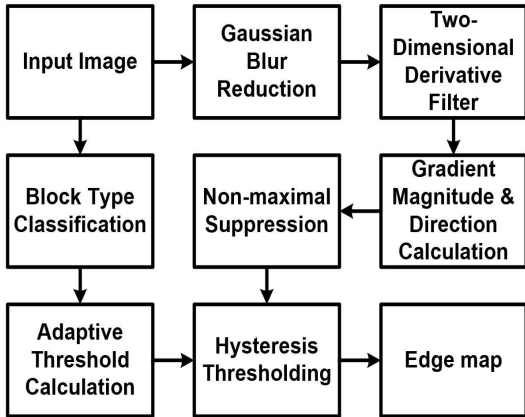 Input Image
Gaussian
Blur
Reduction
Two-
Dimensional
Derivative
Filter
Block Type
Classification
Non-maximal
Suppression
Gradient
Magnitude &
Direction
Calculation
Adaptive
Threshold
Calculation
Hysteresis
Thresholding
Edge map